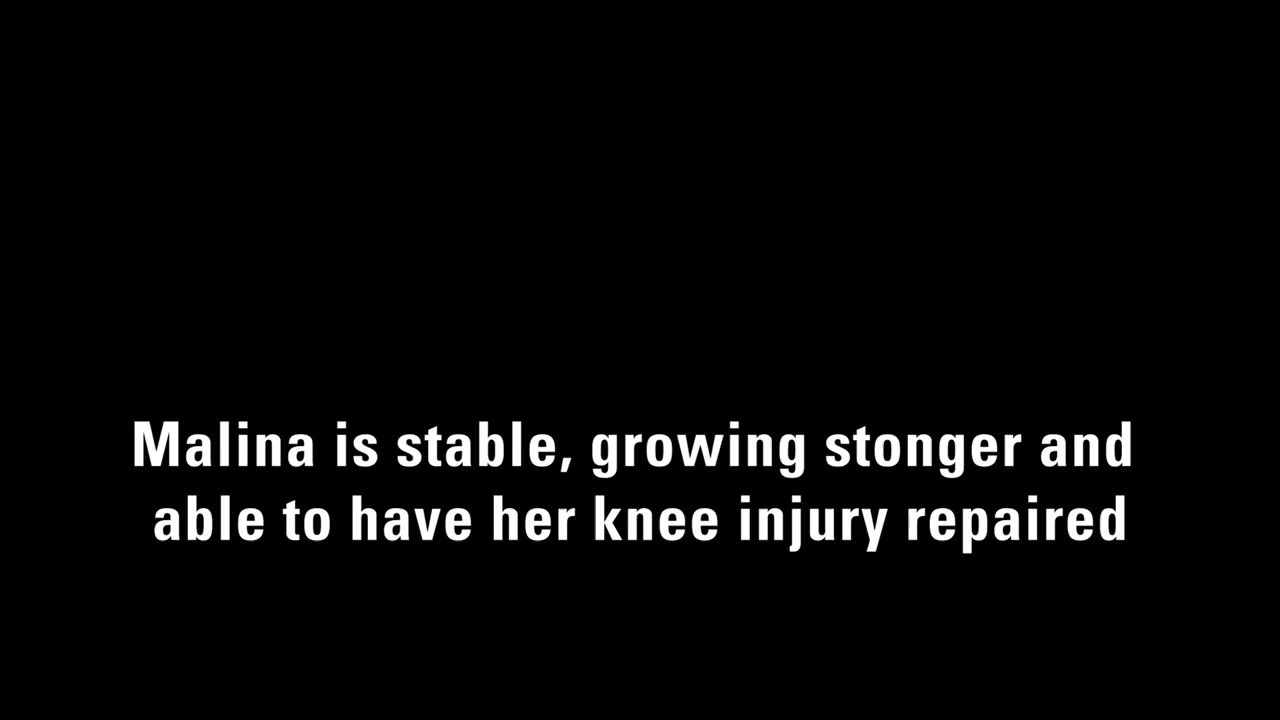 Malina is stable, growing stonger and
able to have her knee injury repaired